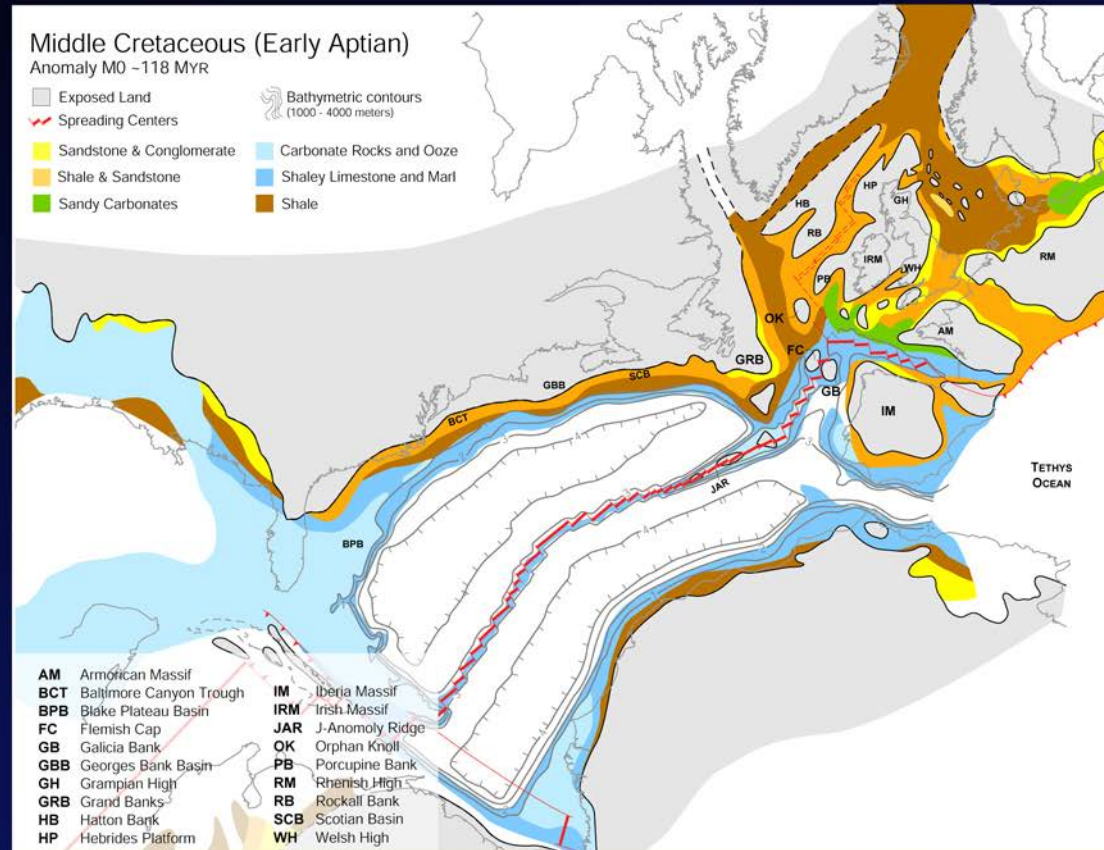 Middle Cretaceous (Early Aptian)
Anomaly M0 ~118 MYR
Exposed Land
Bathymetric contours
(1000 - 4000 meters)
Spreading Centers
Sandstone & Conglomerate
Carbonate Rocks and Ooze
Shale & Sandstone
Shaley Limestone and Marl
Sandy Carbonates
Shale
HP
HB
GH
RB
IRM
WH
RM
PB
OK
AM
FC
GRB
SCB
GBB
GB
IM
BCT
TETHYS
OCEAN
JAR
BPB
AM Armorican Massif
BCT Baltimore Canyon Trough
BPB Blake Plateau Basin
FC Flemish Cap
GB Galicia Bank
GBB Georges Bank Basin
GH Grampian High
GRB Grand Banks
HB Hatton Bank
HP Hebrides Platform
IM Iberia Massif
IRM Irish Massif
JAR J-Anomoly Ridge
OK Orphan Knoll
PB Porcupine Bank
RM Rhenish High
RB Rockall Bank
SCB Scotian Basin
WH Welsh High